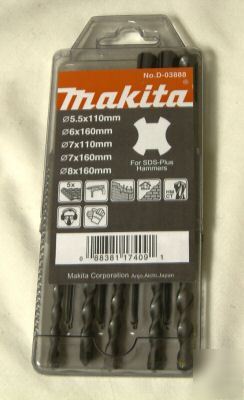 No.D-03888
makita
Ø5.5x110mm
Ø6x160mm
Ø7x110mm
Ø7x160mm
Ø8x160mm
For SDS-Plus
Hammers
5x
0 88381 17409 1
Makita Corporation Anjo,Aichi,Japan